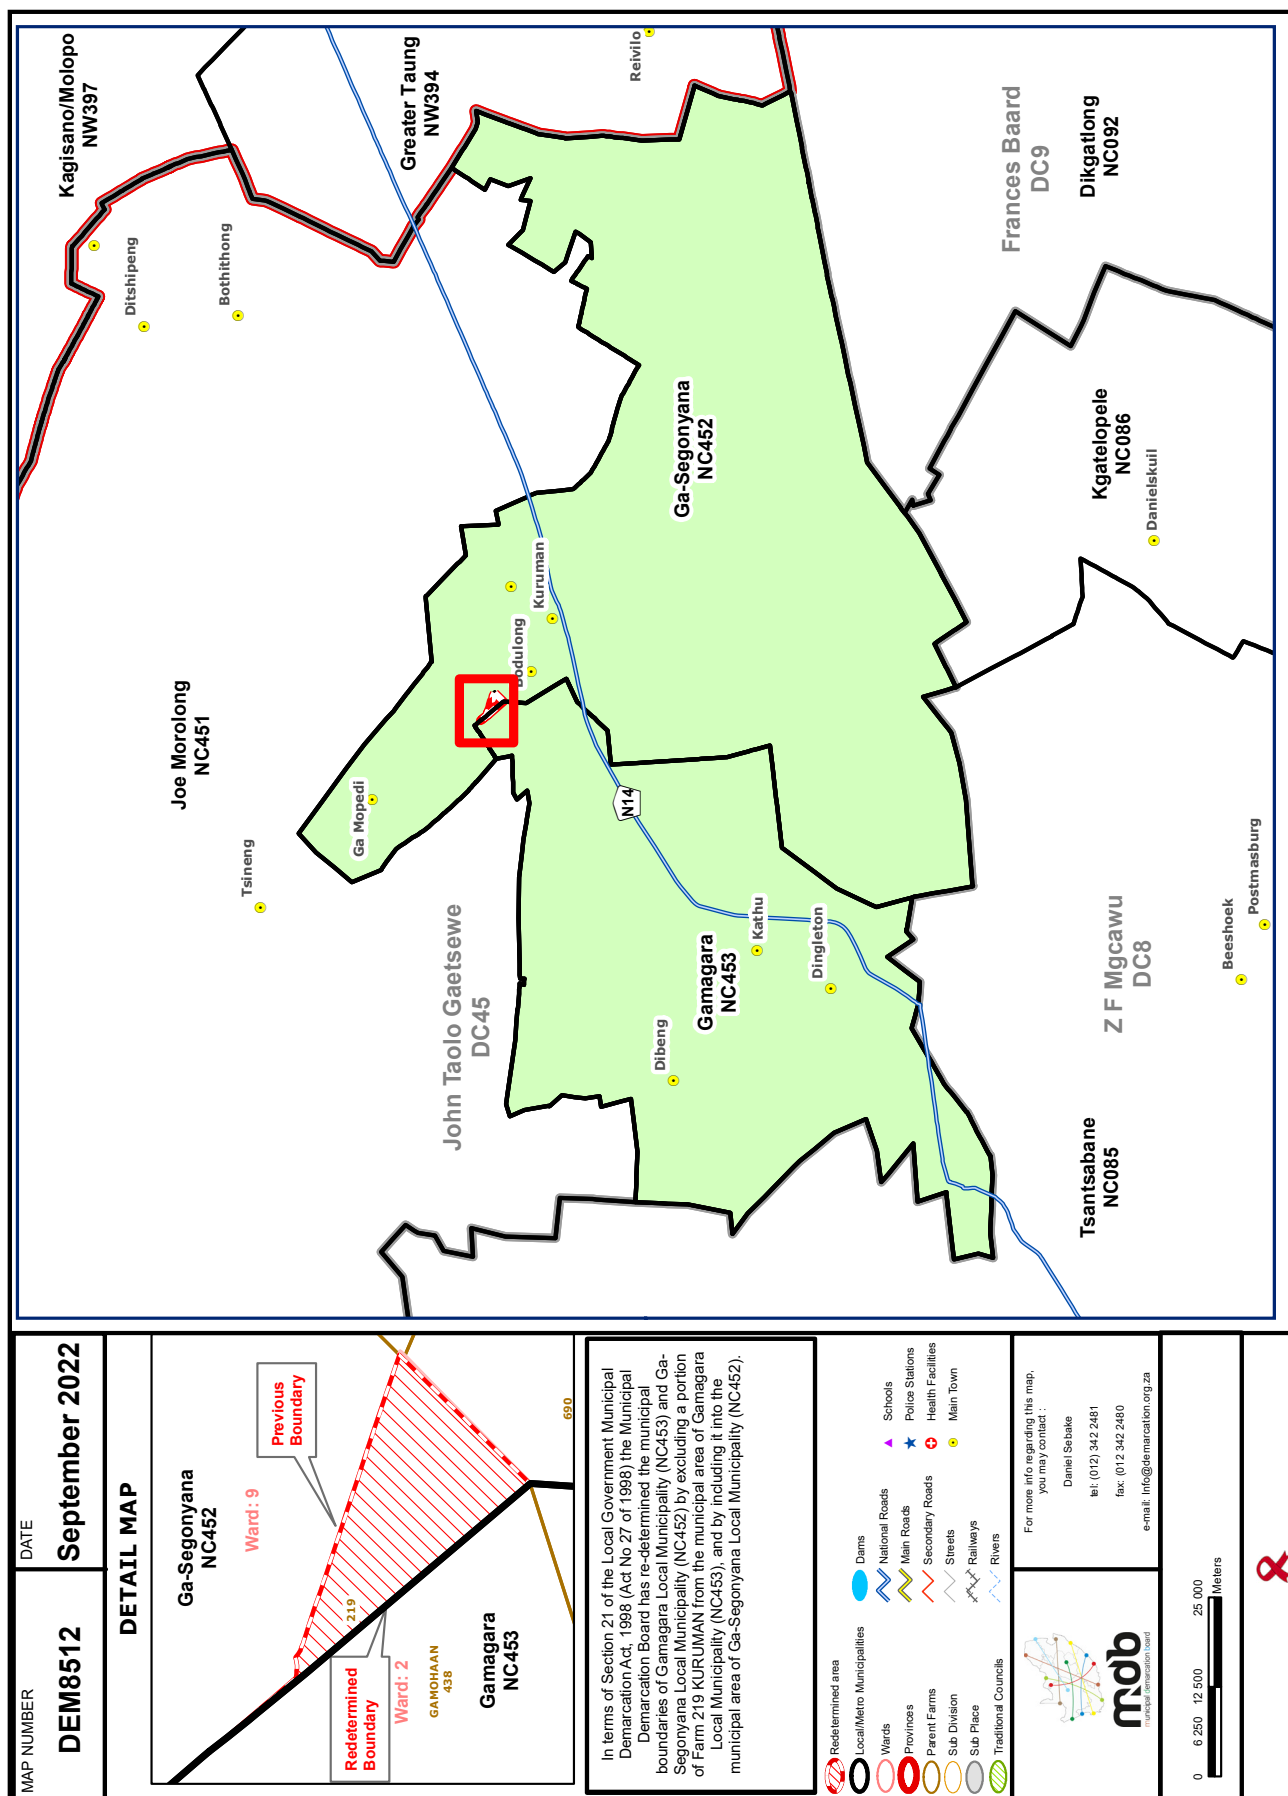 MAP NUMBER
DEM8512
DATE
September 2022
DETAIL MAP
Ga-Segonyana
NC452
Ward: 9
Previous
Boundary
219
690
Redetermined
Boundary
Ward: 2
GAMOHAAN
438
Gamagara
NC453
In terms of Section 21 of the Local Government Municipal
Demarcation Act, 1998 (Act No 27 of 1998) the Municipal
Demarcation Board has re-determined the municipal
boundaries of Gamagara Local Municipality (NC453) and Ga-
Segonyana Local Municipality (NC452) by excluding a portion
of Farm 219 KURUMAN from the municipal area of Gamagara
Local Municipality (NC453), and by including it into the
municipal area of Ga-Segonyana Local Municipality (NC452).
Redetermined area
Local/Metro Municipalities
Wards
Provinces
Parent Farms
Sub Division
Sub Place
Traditional Councils
Dams
National Roads
Main Roads
Secondary Roads
Streets
Railways
Rivers
Schools
Police Stations
Health Facilities
Main Town
mdb
municipal demarcation board
For more info regarding this map,
you may contact :
Daniel Sebake
tel: (012) 342 2481
fax: (012 342 2480
e-mail: Info@demarcation.org.za
0 6 250 12 500 25 000
Meters
&
Kagisano/Molopo
NW397
Greater Taung
NW394
Reivilo
Ditshipeng
Bothithong
Frances Baard
DC9
Dikgatlong
NC092
Joe Morolong
NC451
Tsineng
Ga Mopedi
Bodulong
Kuruman
Ga-Segonyana
NC452
Kgatelopele
NC086
Danielskuil
John Taolo Gaetsewe
DC45
N14
Gamagara
NC453
Kathu
Dingleton
Dibeng
Z F Mgcawu
DC8
Beeshoek
Postmasburg
Tsantsabane
NC085